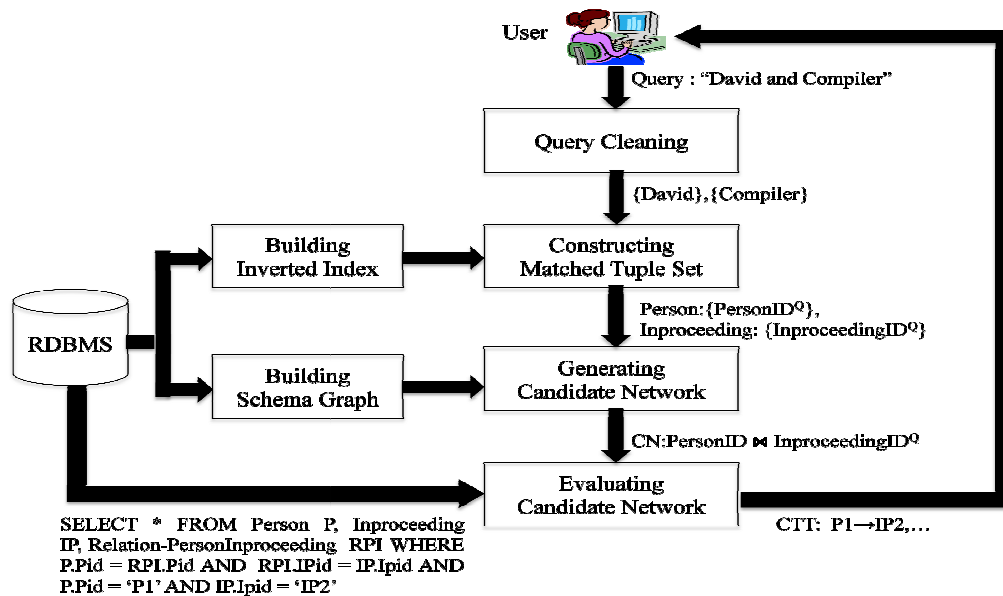 User
Query : “David and Compiler”
Query Cleaning
{David},{Compiler}
Building
Inverted Index
Constructing
Matched Tuple Set
Person:{PersonIDQ},
Inproceeding: {InproceedingIDQ}
RDBMS
Building
Schema Graph
Generating
Candidate Network
CN:PersonID ⋈ InproceedingIDQ
Evaluating
Candidate Network
SELECT * FROM Person P, Inproceeding
IP, Relation-PersonInproceeding RPI WHERE
P.Pid = RPI.Pid AND RPI.IPid = IP.Ipid AND
P.Pid = ‘P1’ AND IP.Ipid = ‘IP2’
CTT: P1→IP2,…